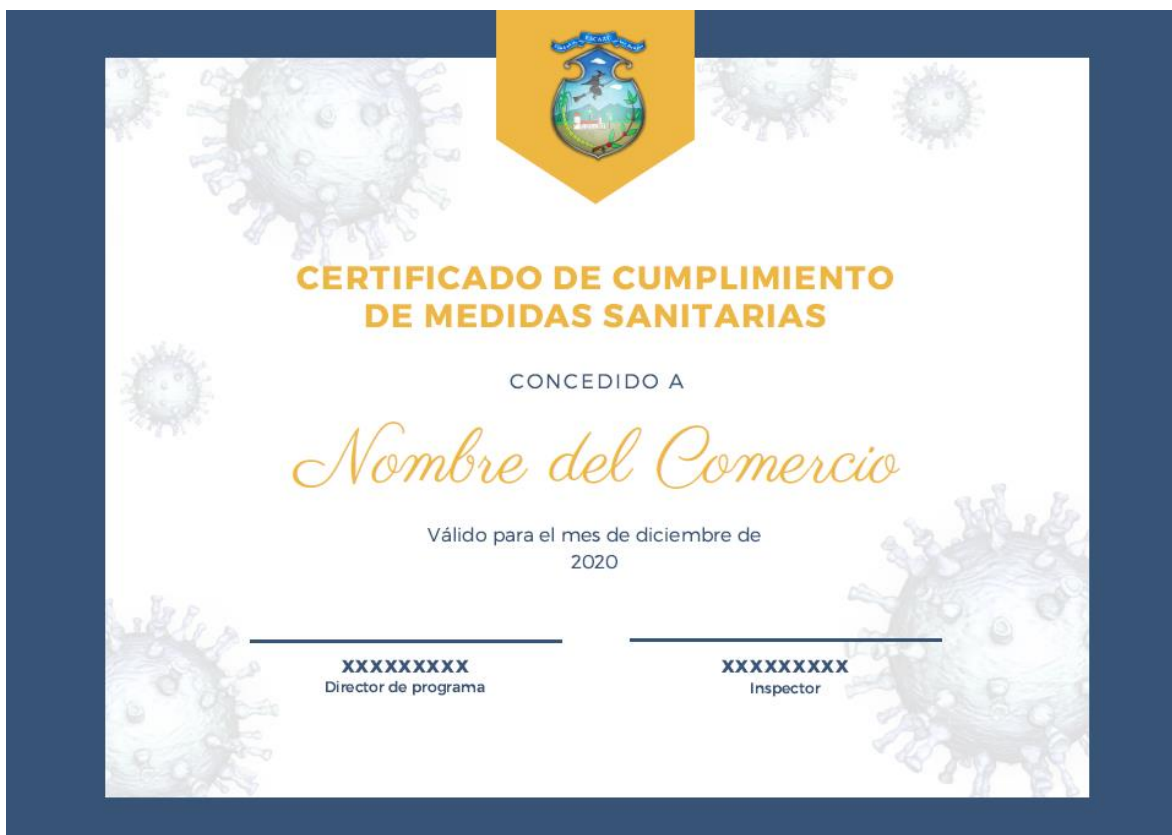 CERTIFICADO DE CUMPLIMIENTO
DE MEDIDAS SANITARIAS
CONCEDIDO A
Nombre del Comercio
Válido para el mes de diciembre de
2020
XXXXXXXXX
Director de programa
XXXXXXXXX
Inspector